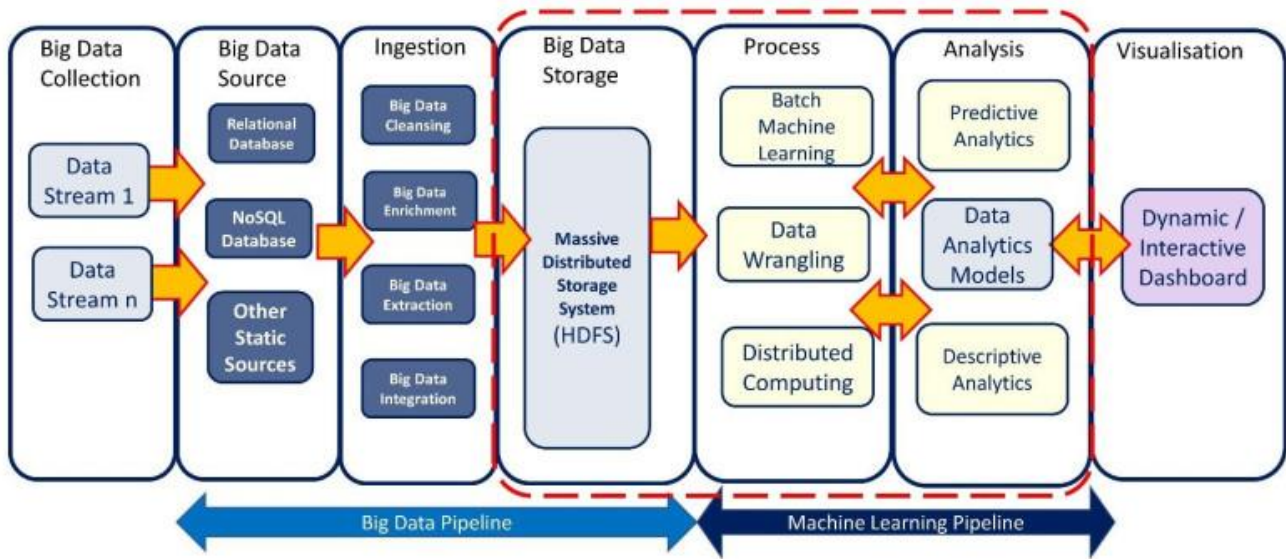 Big Data
Collection
Data
Stream 1
Data
Stream n
Big Data
Source
Relational
Database
NoSQL
Database
Other
Static
Sources
Ingestion
Big Data
Cleansing
Big Data
Enrichment
Big Data
Extraction
Big Data
Integration
Big Data
Storage
Massive
Distributed
Storage
System
(HDFS)
Process
Batch
Machine
Learning
Data
Wrangling
Distributed
Computing
Analysis
Predictive
Analytics
Data
Analytics
Models
Descriptive
Analytics
Visualisation
Dynamic /
Interactive
Dashboard
Big Data Pipeline
Machine Learning Pipeline